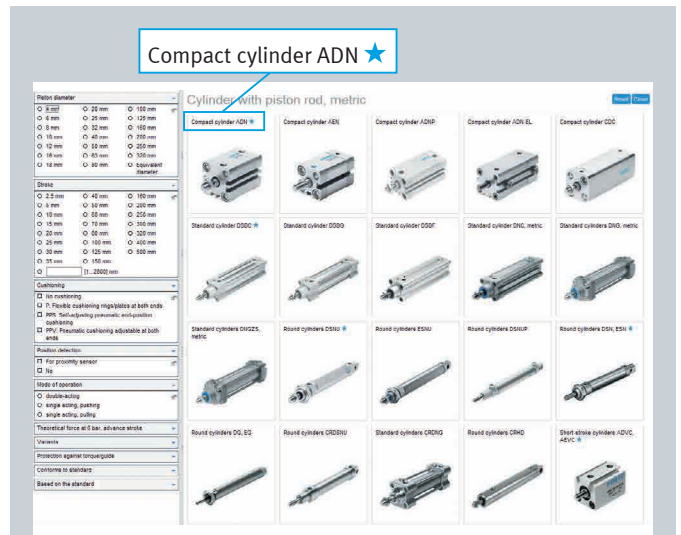 Compact cylinder ADN ★
Piston diameter
4 mm 20 mm 100 mm
6 mm 25 mm 125 mm
8 mm 32 mm 160 mm
10 mm 40 mm 200 mm
12 mm 50 mm 250 mm
16 mm 63 mm 320 mm
18 mm 80 mm Equivalent
diameter
Stroke
2.5 mm 40 mm 160 mm
5 mm 50 mm 200 mm
10 mm 60 mm 250 mm
15 mm 70 mm 300 mm
20 mm 80 mm 320 mm
25 mm 100 mm 400 mm
30 mm 125 mm 500 mm
35 mm 150 mm
[1...2800] mm
Cushioning
No cushioning
P: Flexible cushioning rings/plates at both ends
PPS: Self-adjusting pneumatic end-position
cushioning
PPV: Pneumatic cushioning adjustable at both
ends
Position detection
For proximity sensor
No
Mode of operation
double-acting
single acting, pushing
single acting, pulling
Theoretical force at 6 bar, advance stroke
Variants
Protection against torque/guide
Conforms to standard
Based on the standard
Cylinder with piston rod, metric
Reset Close
Compact cylinder ADN ★ Compact cylinder AEN Compact cylinder ADNP Compact cylinder ADN EL Compact cylinder CDC
Standard cylinder DSBC ★ Standard cylinder DSBG Standard cylinder DSBF Standard cylinder DNC, metric Standard cylinders DNG, metric
Standard cylinders DNGZS, metric Round cylinders DSNU ★ Round cylinders ESNU Round cylinders DSNUP Round cylinders DSN, ESN ★
Round cylinders DG, EG Round cylinders CRDSNU Standard cylinders CRDNG Round cylinders CRHD Short-stroke cylinders ADVC, AEVC ★